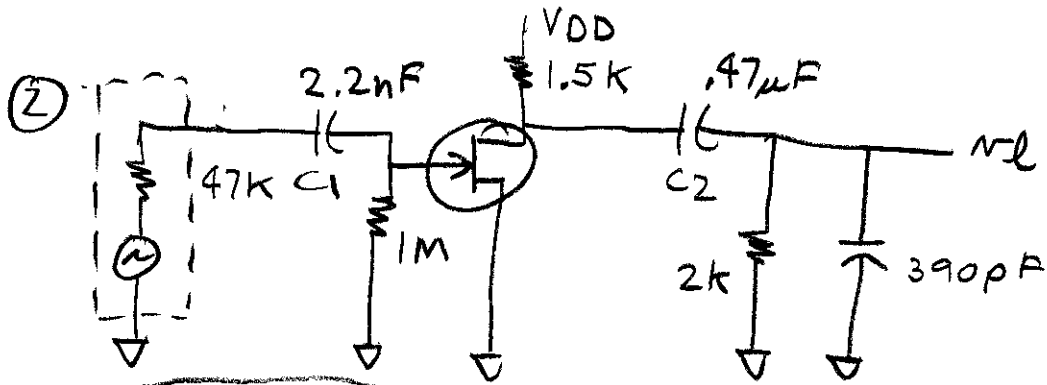 VDD
② 2.2nF 1.5K .47µF
47K C1 C2 vl
1M 2k 390pF